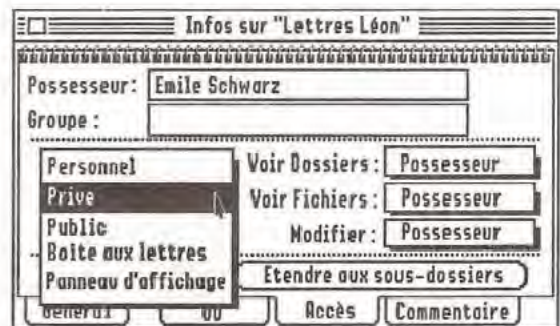 Infos sur "Lettres Léon"
Possesseur: Emile Schwarz
Groupe :
Personnel
Prive
Public
Boite aux lettres
Panneau d'affichage
Voir Dossiers : Possesseur
Voir Fichiers : Possesseur
Modifier : Possesseur
Etendre aux sous-dossiers
Général Accès Commentaire